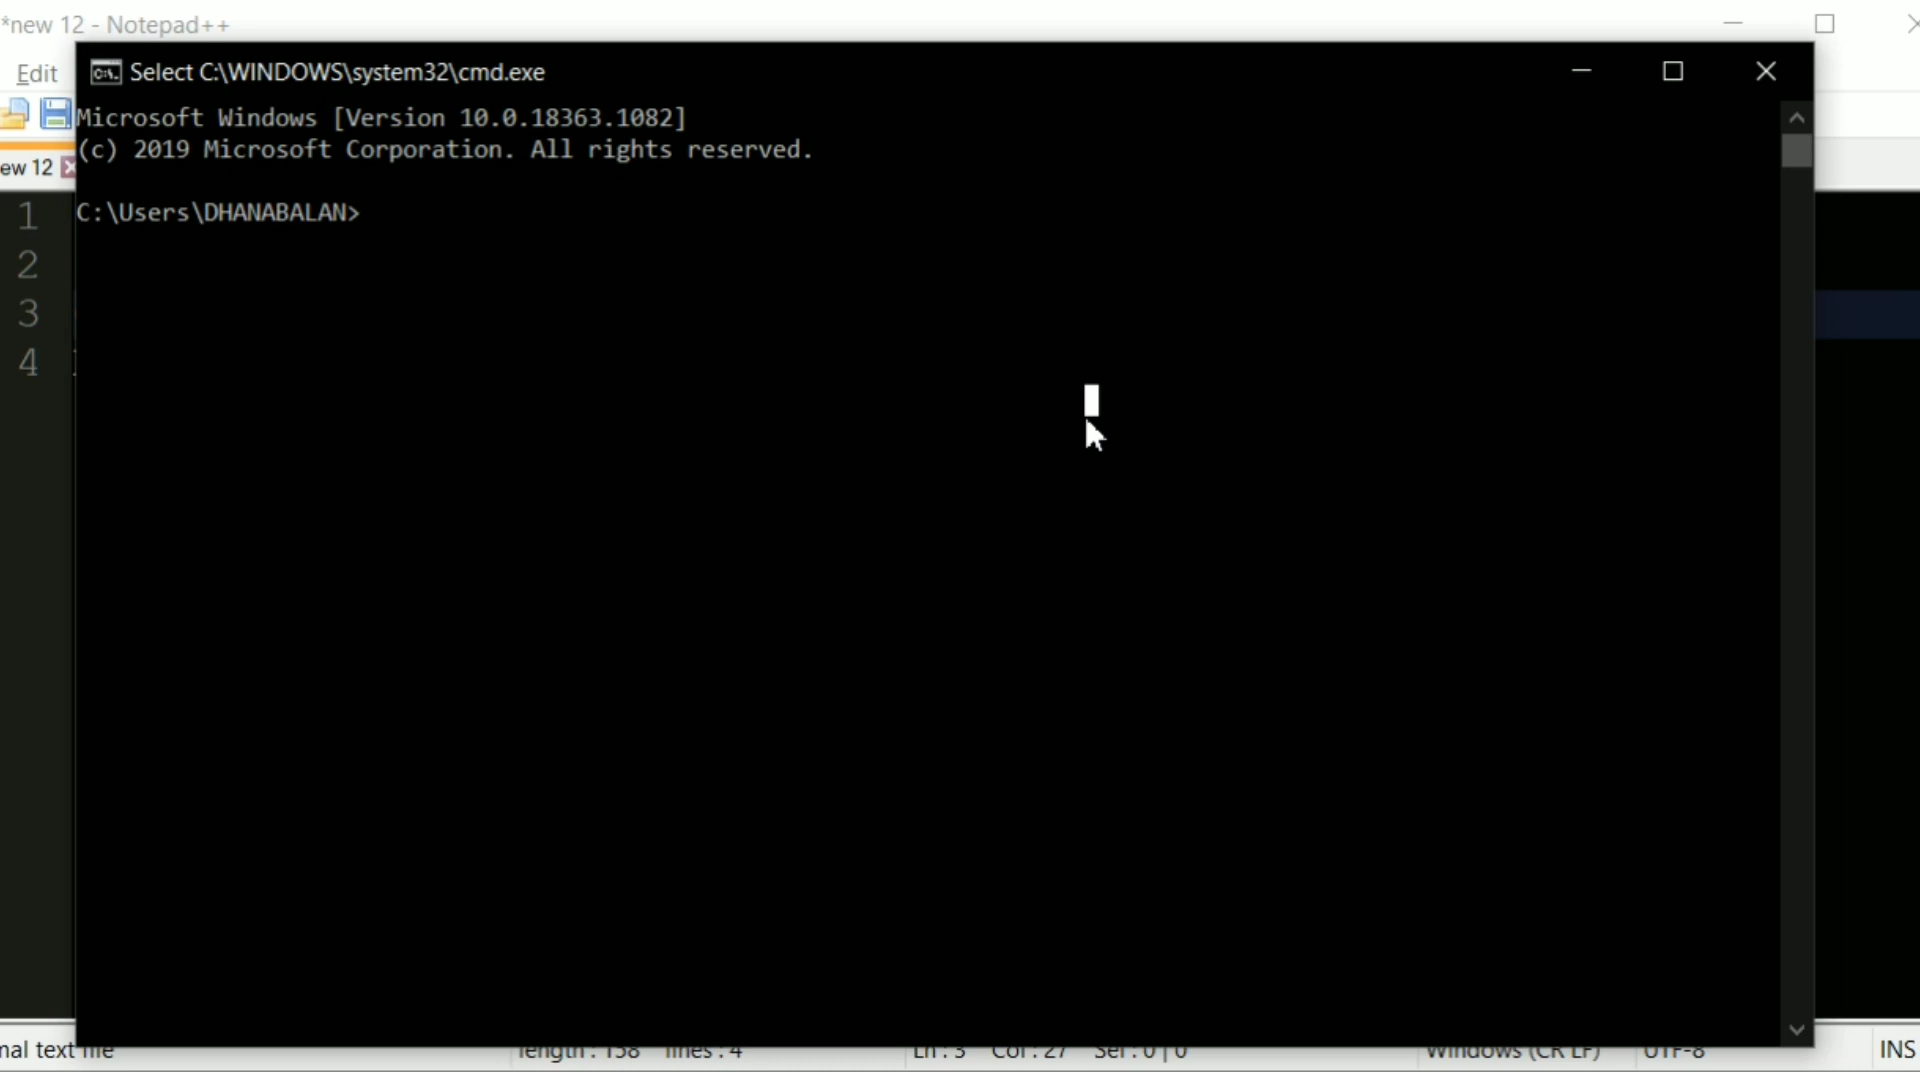 *new 12 - Notepad++
Edit
Select C:\WINDOWS\system32\cmd.exe
Microsoft Windows [Version 10.0.18363.1082]
(c) 2019 Microsoft Corporation. All rights reserved.
ew 12
C:\Users\DHANABALAN>
1
2
3
4
mal text file length : 158 lines : 4 Ln : 3 Col : 27 Sel : 0 | 0 Windows (CR LF) UTF-8 INS